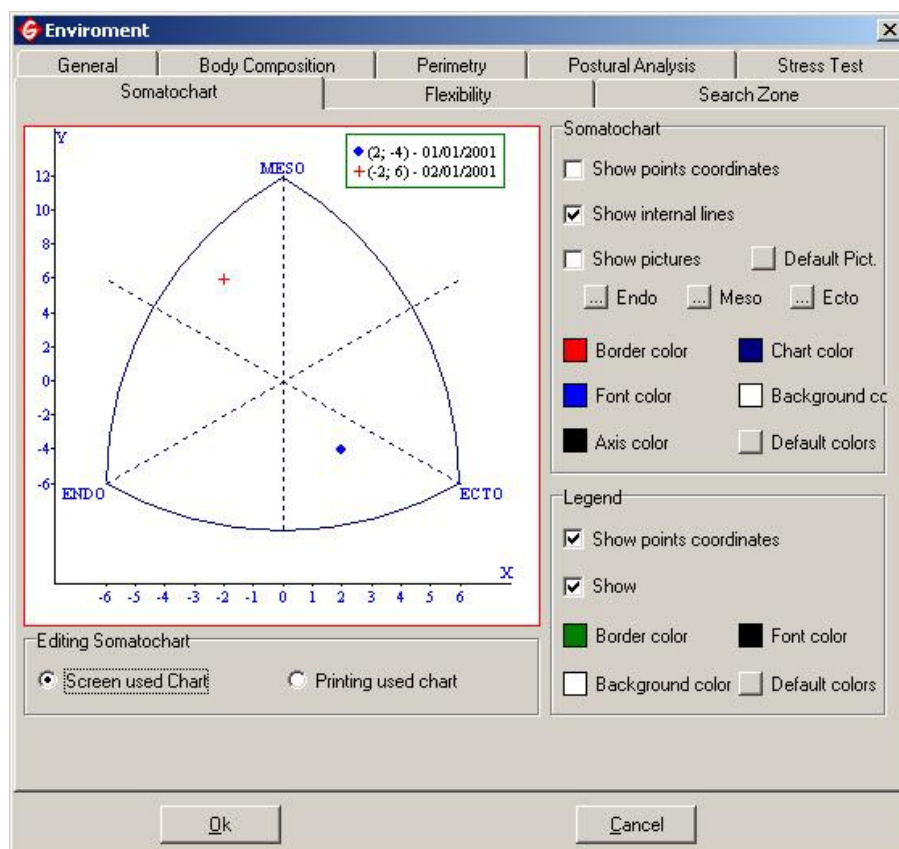 Enviroment
General Body Composition Perimetry Postural Analysis Stress Test
Somatochart Flexibility Search Zone
Y
(2; -4) - 01/01/2001
(-2; 6) - 02/01/2001
MESO
12
10
8
6
4
2
0
-2
-4
-6
ENDO
ECTO
X
-6 -5 -4 -3 -2 -1 0 1 2 3 4 5 6
Editing Somatochart
Screen used Chart Printing used chart
Somatochart
Show points coordinates
Show internal lines
Show pictures Default Pict.
... Endo ... Meso ... Ecto
Border color Chart color
Font color Background cc
Axis color Default colors
Legend
Show points coordinates
Show
Border color Font color
Background color Default colors
Ok Cancel